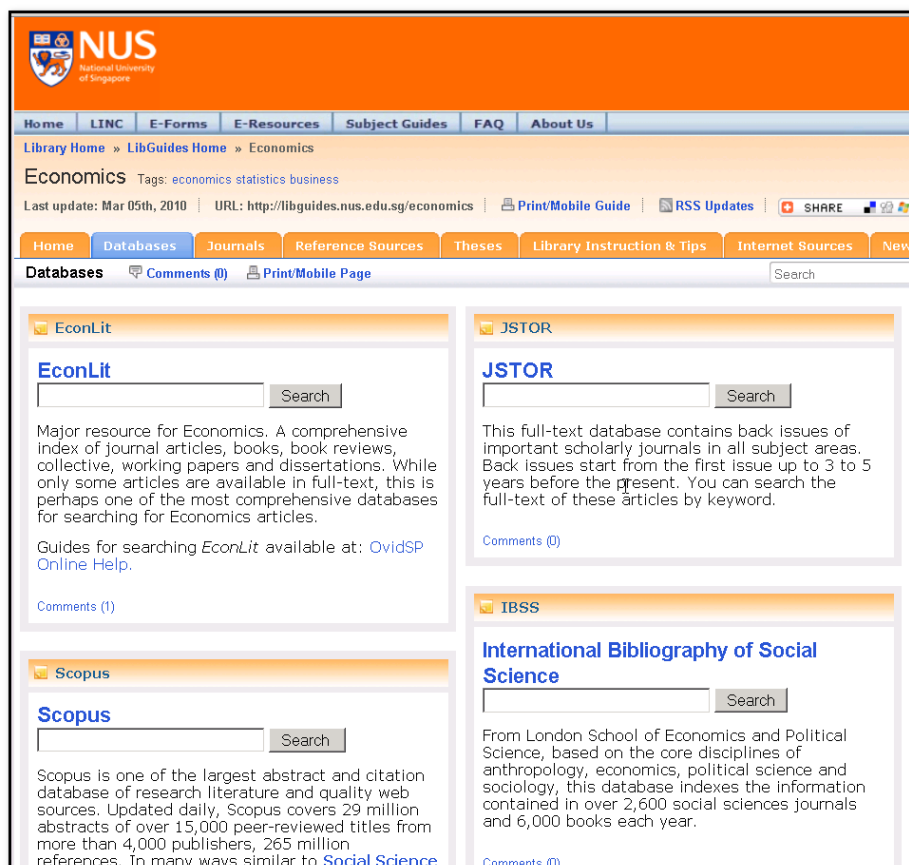 NUS
National University
of Singapore
Home LINC E-Forms E-Resources Subject Guides FAQ About Us
Library Home » LibGuides Home » Economics
Economics Tags: economics statistics business
Last update: Mar 05th, 2010 URL: http://libguides.nus.edu.sg/economics Print/Mobile Guide RSS Updates SHARE
Home Databases Journals Reference Sources Theses Library Instruction & Tips Internet Sources New
Databases Comments (0) Print/Mobile Page Search
EconLit
EconLit
Search
Major resource for Economics. A comprehensive
index of journal articles, books, book reviews,
collective, working papers and dissertations. While
only some articles are available in full-text, this is
perhaps one of the most comprehensive databases
for searching for Economics articles.
Guides for searching EconLit available at: OvidSP
Online Help.
Comments (1)
Scopus
Scopus
Search
Scopus is one of the largest abstract and citation
database of research literature and quality web
sources. Updated daily, Scopus covers 29 million
abstracts of over 15,000 peer-reviewed titles from
more than 4,000 publishers, 265 million
references. In many ways similar to Social Science
JSTOR
JSTOR
Search
This full-text database contains back issues of
important scholarly journals in all subject areas.
Back issues start from the first issue up to 3 to 5
years before the present. You can search the
full-text of these articles by keyword.
Comments (0)
IBSS
International Bibliography of Social
Science
Search
From London School of Economics and Political
Science, based on the core disciplines of
anthropology, economics, political science and
sociology, this database indexes the information
contained in over 2,600 social sciences journals
and 6,000 books each year.
Comments (0)